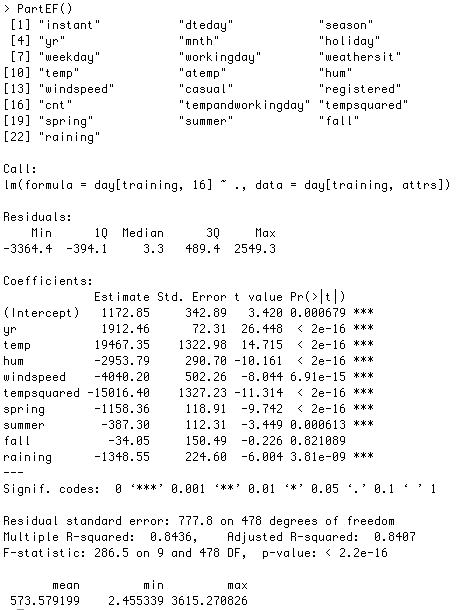 > PartEF()
[1] "instant" "dteday" "season"
[4] "yr" "mnth" "holiday"
[7] "weekday" "workingday" "weathersit"
[10] "temp" "atemp" "hum"
[13] "windspeed" "casual" "registered"
[16] "cnt" "tempandworkingday" "tempsquared"
[19] "spring" "summer" "fall"
[22] "raining"
Call:
lm(formula = day[training, 16] ~ ., data = day[training, attrs])
Residuals:
Min 1Q Median 3Q Max
-3364.4 -394.1 3.3 489.4 2549.3
Coefficients:
Estimate Std. Error t value Pr(>|t|)
(Intercept) 1172.85 342.89 3.420 0.000679 ***
yr 1912.46 72.31 26.448 < 2e-16 ***
temp 19467.35 1322.98 14.715 < 2e-16 ***
hum -2953.79 290.70 -10.161 < 2e-16 ***
windspeed -4040.20 502.26 -8.044 6.91e-15 ***
tempsquared -15016.40 1327.23 -11.314 < 2e-16 ***
spring -1158.36 118.91 -9.742 < 2e-16 ***
summer -387.30 112.31 -3.449 0.000613 ***
fall -34.05 150.49 -0.226 0.821089
raining -1348.55 224.60 -6.004 3.81e-09 ***
---
Signif. codes: 0 ‘***’ 0.001 ‘**’ 0.01 ‘*’ 0.05 ‘.’ 0.1 ‘ ’ 1
Residual standard error: 777.8 on 478 degrees of freedom
Multiple R-squared: 0.8436, Adjusted R-squared: 0.8407
F-statistic: 286.5 on 9 and 478 DF, p-value: < 2.2e-16
mean min max
573.579199 2.455339 3615.270826